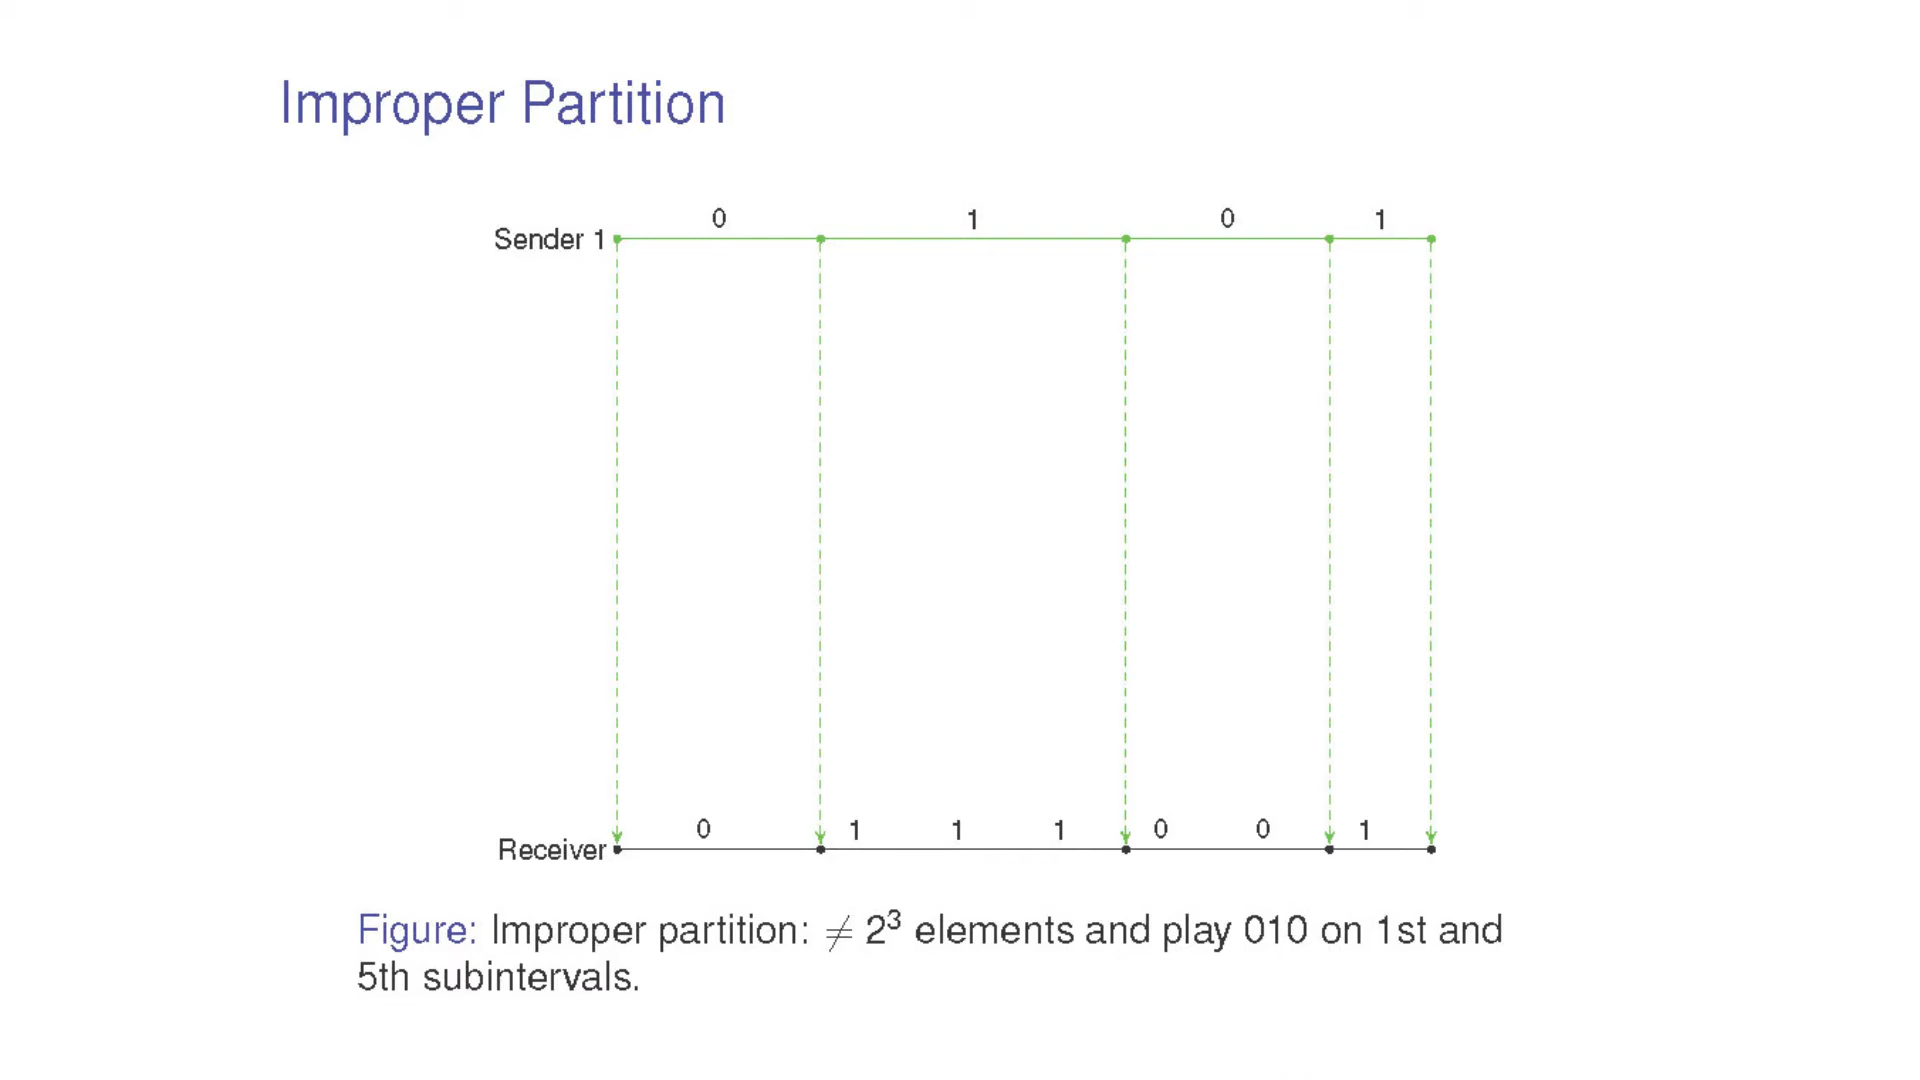 Improper Partition
0 1 0 1
Sender 1
0 1 1 1 0 0 1
Receiver
Figure: Improper partition: ≠ 2³ elements and play 010 on 1st and
5th subintervals.